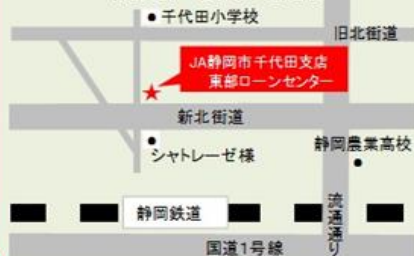 千代田小学校
旧北街道
JA静岡市千代田支店
東部ローンセンター
新北街道
シャトレーゼ様
静岡農業高校
静岡鉄道
流通通り
国道1号線